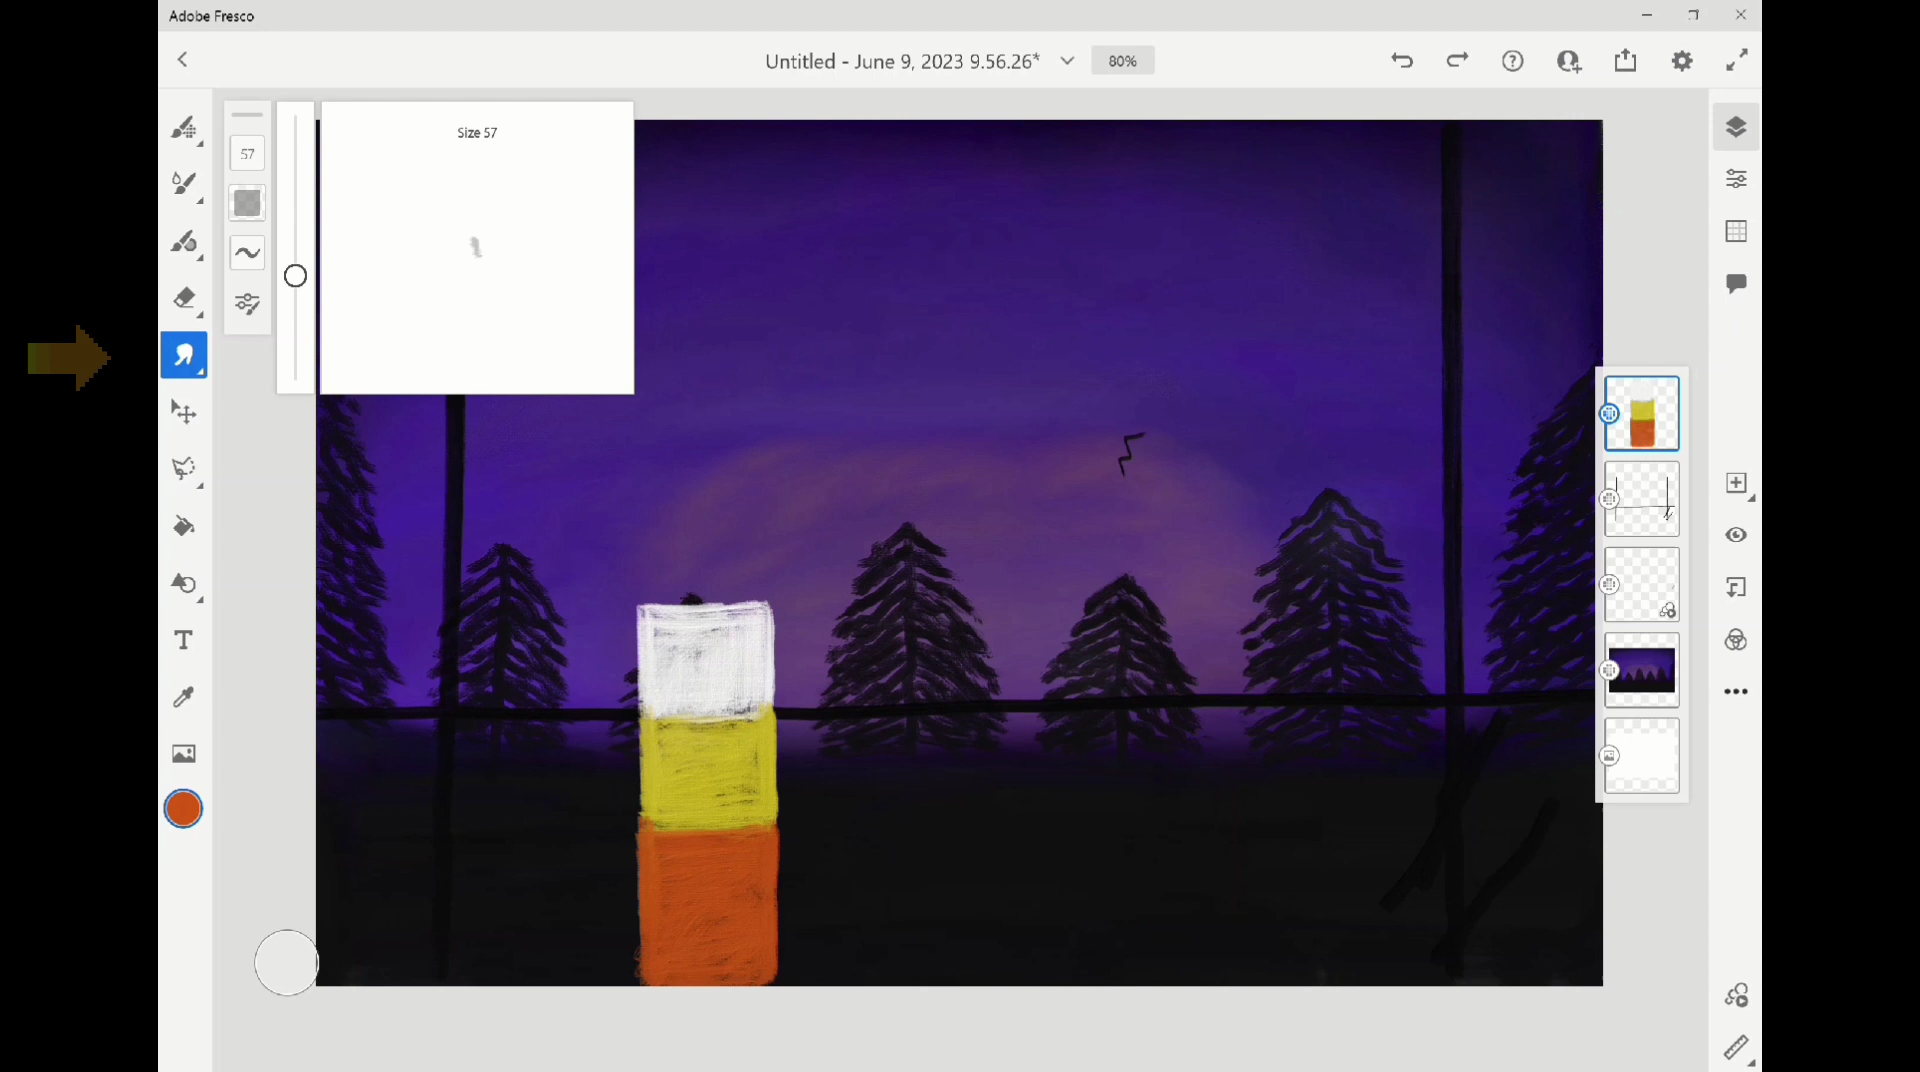 Adobe Fresco
Untitled - June 9, 2023 9.56.26*
80%
Size 57
57
T